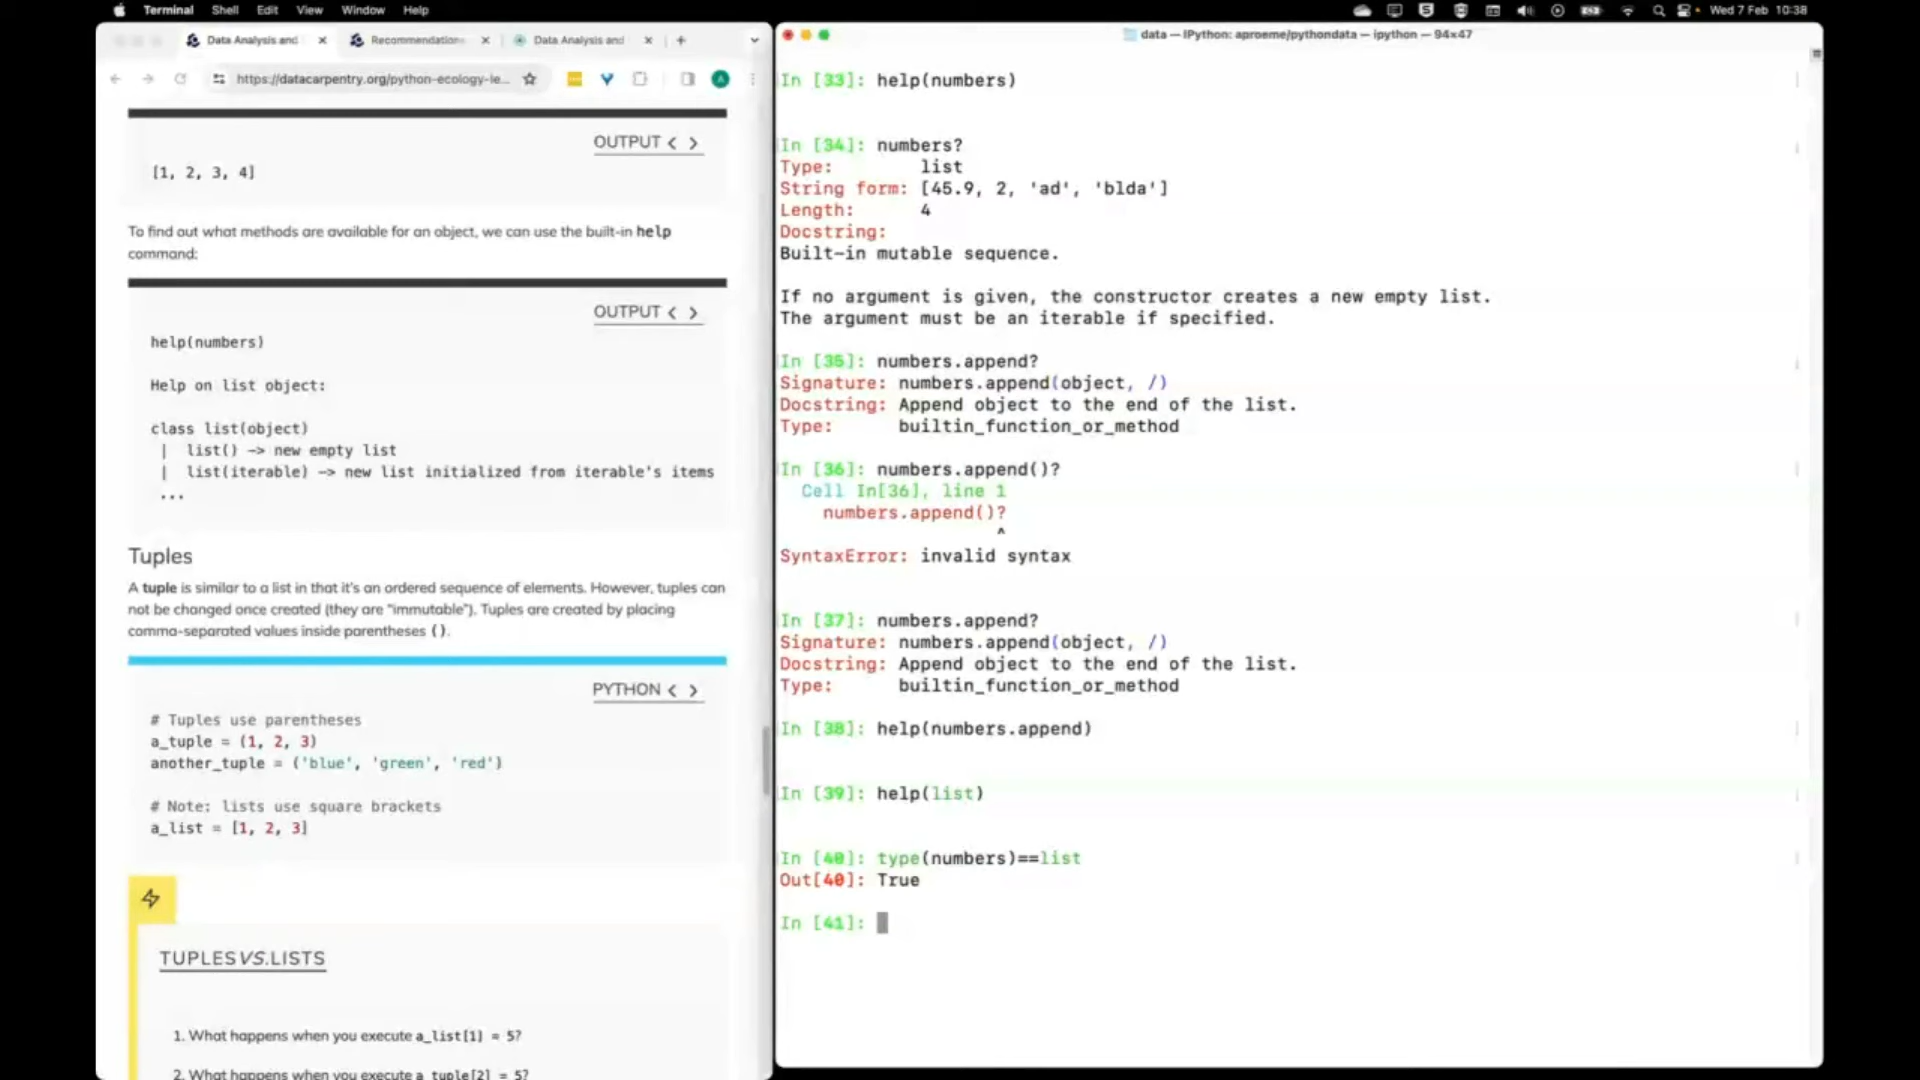 Terminal Shell Edit View Window Help
Wed 7 Feb 10:38
Data Analysis and
Recommendations
Data Analysis and
https://datacarpentry.org/python-ecology-le...
A
OUTPUT < >
[1, 2, 3, 4]
To find out what methods are available for an object, we can use the built-in help
command:
OUTPUT < >
help(numbers)
Help on list object:
class list(object)
| list() -> new empty list
| list(iterable) -> new list initialized from iterable's items
...
Tuples
A tuple is similar to a list in that it's an ordered sequence of elements. However, tuples can
not be changed once created (they are "immutable"). Tuples are created by placing
comma-separated values inside parentheses ().
PYTHON < >
# Tuples use parentheses
a_tuple = (1, 2, 3)
another_tuple = ('blue', 'green', 'red')
# Note: lists use square brackets
a_list = [1, 2, 3]
TUPLES VS. LISTS
1. What happens when you execute a_list[1] = 5?
2. What happens when you execute a_tuple[2] = 5?
data — IPython: aproeme/pythondata — ipython — 94×47
In [33]: help(numbers)
In [34]: numbers?
Type: list
String form: [45.9, 2, 'ad', 'blda']
Length: 4
Docstring:
Built-in mutable sequence.
If no argument is given, the constructor creates a new empty list.
The argument must be an iterable if specified.
In [35]: numbers.append?
Signature: numbers.append(object, /)
Docstring: Append object to the end of the list.
Type: builtin_function_or_method
In [36]: numbers.append()?
Cell In[36], line 1
numbers.append()?
^
SyntaxError: invalid syntax
In [37]: numbers.append?
Signature: numbers.append(object, /)
Docstring: Append object to the end of the list.
Type: builtin_function_or_method
In [38]: help(numbers.append)
In [39]: help(list)
In [40]: type(numbers)==list
Out[40]: True
In [41]: